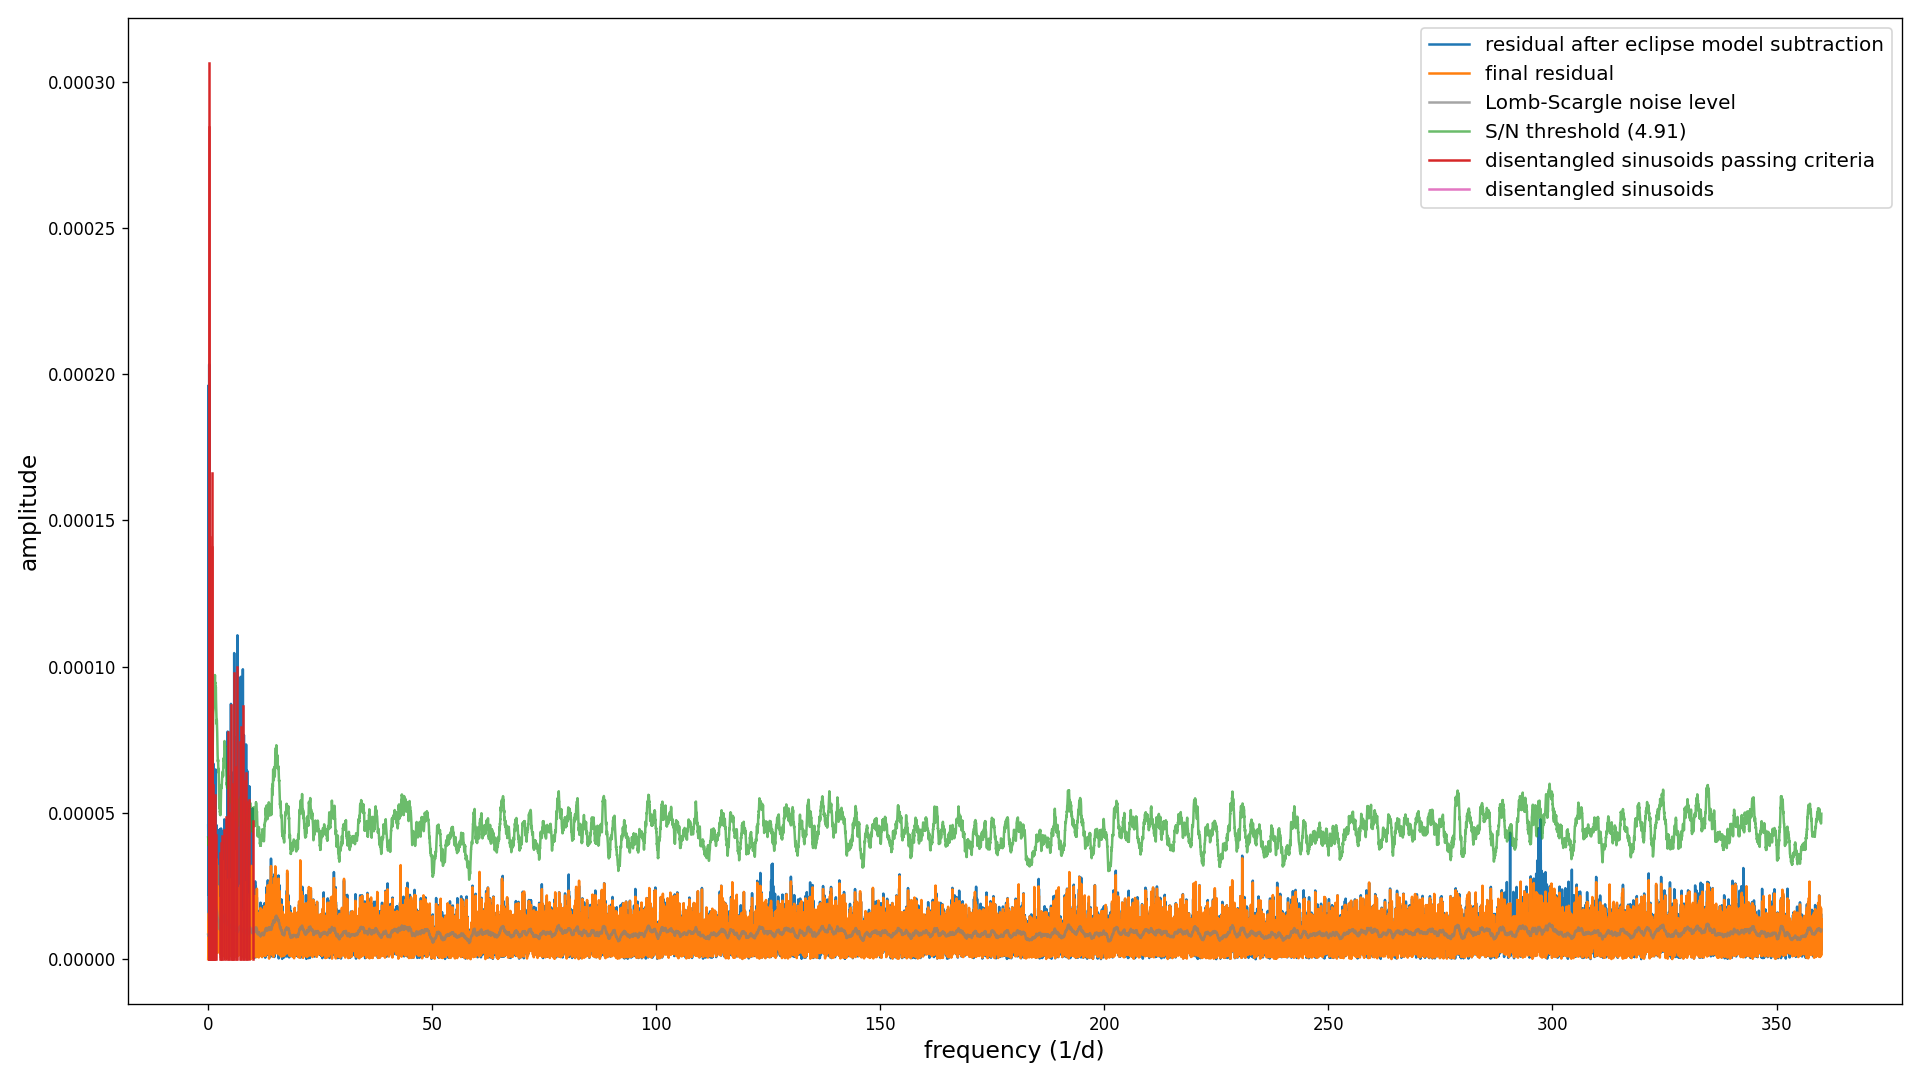 residual after eclipse model subtraction
final residual
Lomb-Scargle noise level
S/N threshold (4.91)
disentangled sinusoids passing criteria
disentangled sinusoids
amplitude
0.00030
0.00025
0.00020
0.00015
0.00010
0.00005
0.00000
0 50 100 150 200 250 300 350
frequency (1/d)